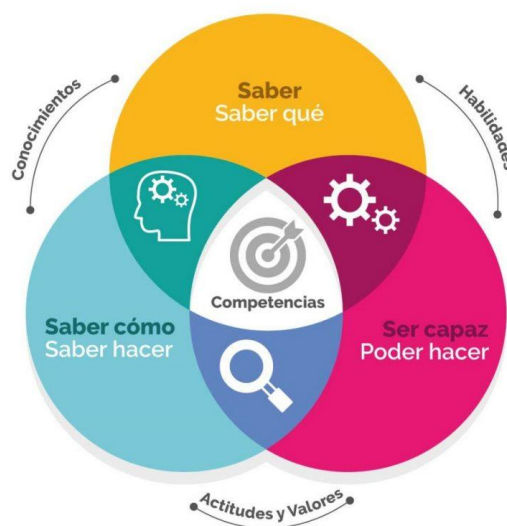 Saber
Saber qué
Conocimientos
Habilidades
Competencias
Saber cómo
Saber hacer
Ser capaz
Poder hacer
Actitudes y Valores